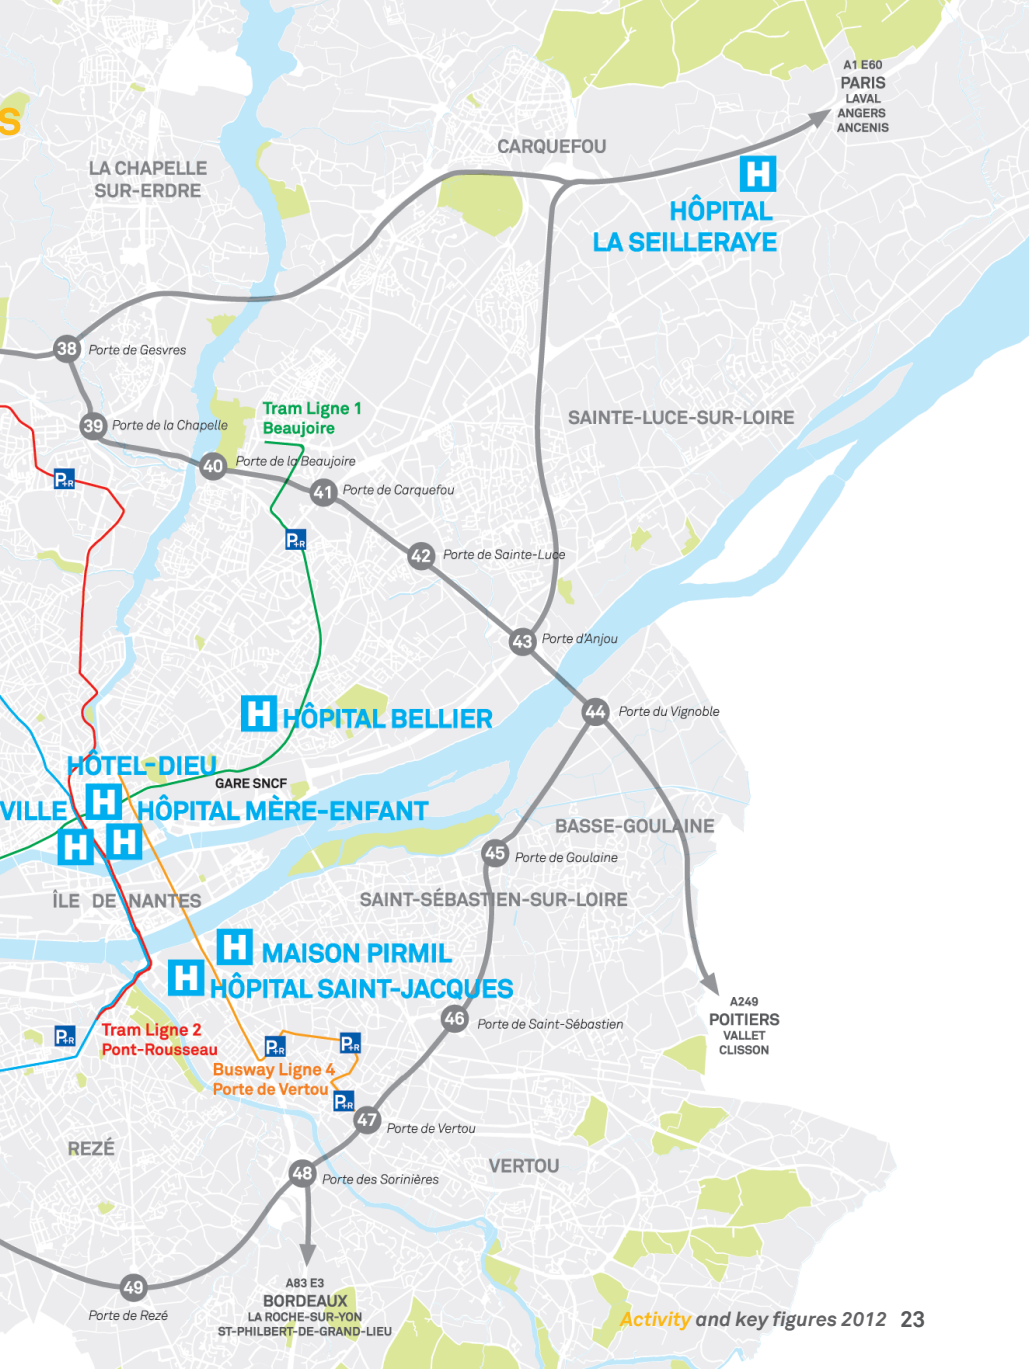 S
A1 E60
PARIS
LAVAL
ANGERS
ANCENIS
CARQUEFOU
LA CHAPELLE
SUR-ERDRE
H
HÔPITAL
LA SEILLERAYE
38 Porte de Gesvres
Tram Ligne 1
Beaujoire
39 Porte de la Chapelle
SAINTE-LUCE-SUR-LOIRE
40 Porte de la Beaujoire
P+R
41 Porte de Carquefou
P+R
42 Porte de Sainte-Luce
43 Porte d'Anjou
44 Porte du Vignoble
H HÔPITAL BELLIER
HÔTEL-DIEU
GARE SNCF
VILLE H HÔPITAL MÈRE-ENFANT
H H
BASSE-GOULAINE
45 Porte de Goulaine
ÎLE DE NANTES
SAINT-SÉBASTIEN-SUR-LOIRE
H MAISON PIRMIL
H HÔPITAL SAINT-JACQUES
A249
POITIERS
VALLET
CLISSON
46 Porte de Saint-Sébastien
P+R
Tram Ligne 2
Pont-Rousseau
P+R
P+R
Busway Ligne 4
Porte de Vertou
P+R
47 Porte de Vertou
REZÉ
VERTOU
48 Porte des Sorinières
49
Porte de Rezé
A83 E3
BORDEAUX
LA ROCHE-SUR-YON
ST-PHILBERT-DE-GRAND-LIEU
Activity and key figures 2012 23